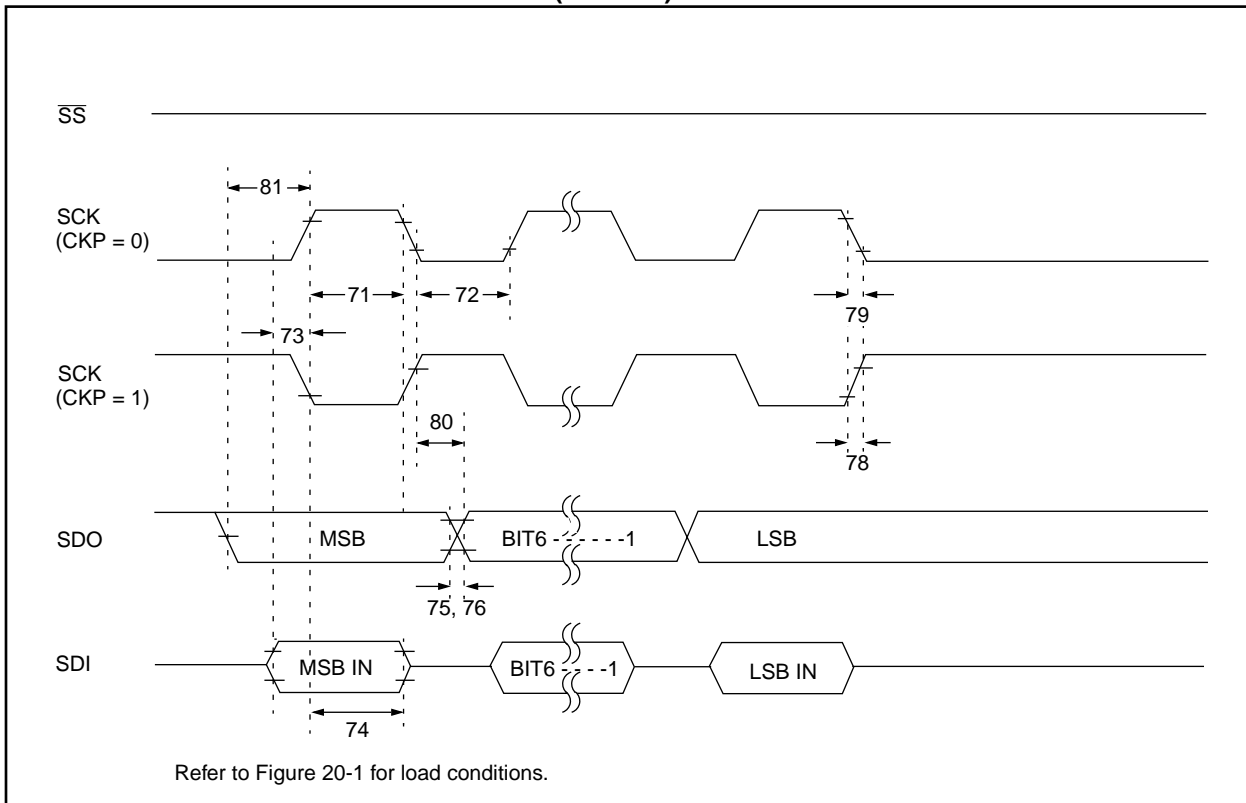 SS
81
SCK
(CKP = 0)
71
72
79
73
SCK
(CKP = 1)
80
78
SDO
MSB
BIT6 - - - - - -1
LSB
75, 76
SDI
MSB IN
BIT6 - - - - -1
LSB IN
74
Refer to Figure 20-1 for load conditions.